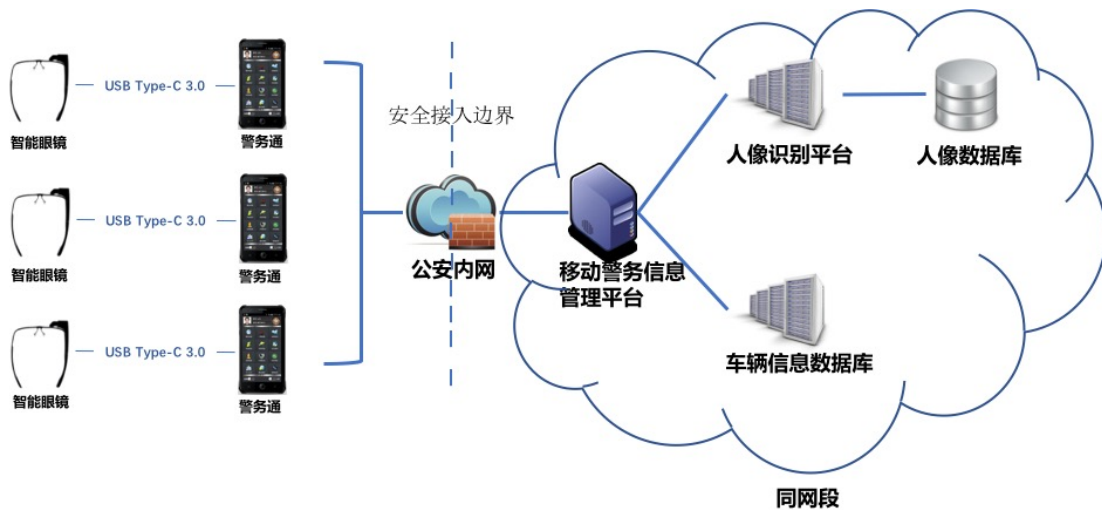 USB Type-C 3.0
智能眼镜
警务通
USB Type-C 3.0
智能眼镜
警务通
USB Type-C 3.0
智能眼镜
警务通
安全接入边界
公安内网
移动警务信息
管理平台
人像识别平台
人像数据库
车辆信息数据库
同网段